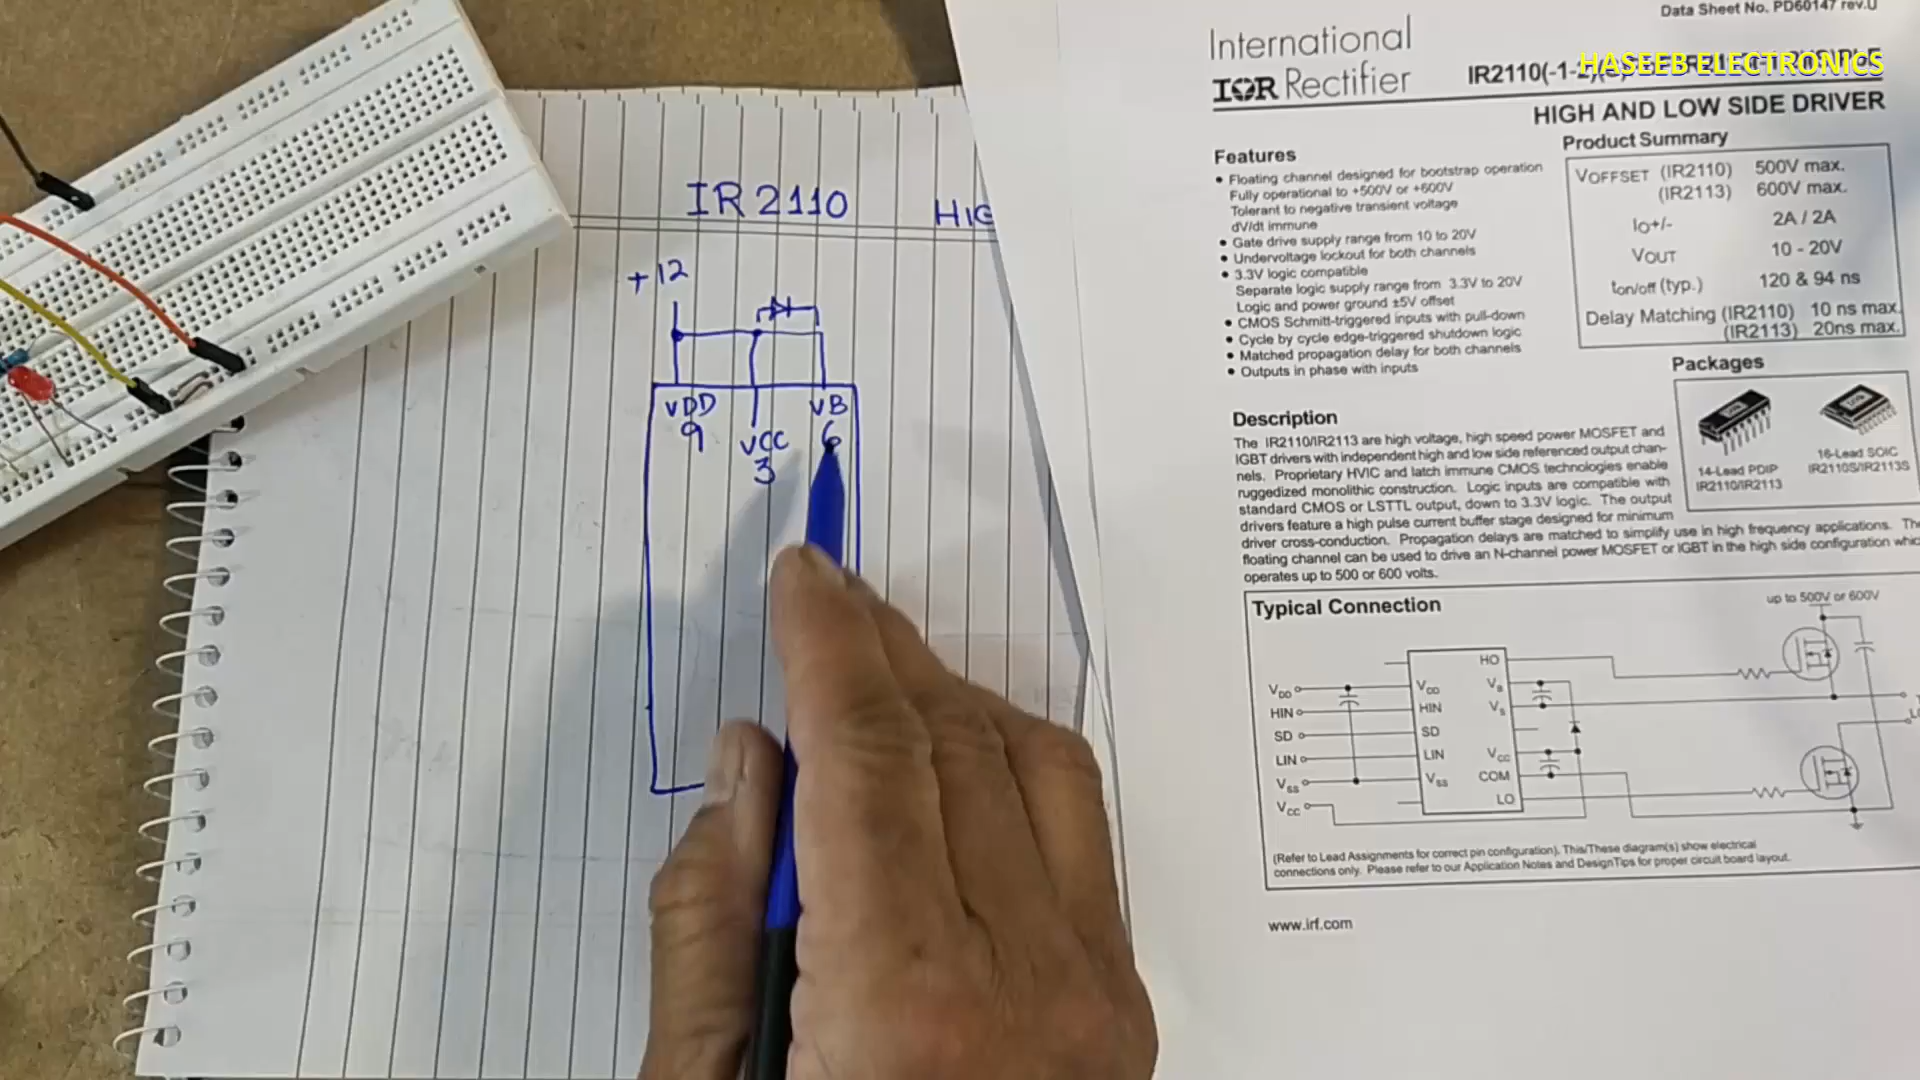 IR 2110
HIG
+12
VDD
9
VCC
3
VB
6
HASEEB ELECTRONICS
Data Sheet No. PD60147 rev.U
International
IOR Rectifier
IR2110(-1-2)
HIGH AND LOW SIDE DRIVER
Features
• Floating channel designed for bootstrap operation
Fully operational to +500V or +600V
Tolerant to negative transient voltage
dV/dt immune
• Gate drive supply range from 10 to 20V
• Undervoltage lockout for both channels
• 3.3V logic compatible
Separate logic supply range from 3.3V to 20V
Logic and power ground ±5V offset
• CMOS Schmitt-triggered inputs with pull-down
• Cycle by cycle edge-triggered shutdown logic
• Matched propagation delay for both channels
• Outputs in phase with inputs
Product Summary
VOFFSET (IR2110) 500V max.
(IR2113) 600V max.
IO+/- 2A / 2A
VOUT 10 - 20V
ton/off (typ.) 120 & 94 ns
Delay Matching (IR2110) 10 ns max.
(IR2113) 20ns max.
Packages
14-Lead PDIP
IR2110/IR2113
16-Lead SOIC
IR2110S/IR2113S
Description
The IR2110/IR2113 are high voltage, high speed power MOSFET and
IGBT drivers with independent high and low side referenced output chan-
nels. Proprietary HVIC and latch immune CMOS technologies enable
ruggedized monolithic construction. Logic inputs are compatible with
standard CMOS or LSTTL output, down to 3.3V logic. The output
drivers feature a high pulse current buffer stage designed for minimum
driver cross-conduction. Propagation delays are matched to simplify use in high frequency applications. The
floating channel can be used to drive an N-channel power MOSFET or IGBT in the high side configuration whic
operates up to 500 or 600 volts.
Typical Connection
up to 500V or 600V
HO
VDD VDD VB
HIN HIN VS
SD SD
LIN LIN VCC
VSS VSS COM
VCC LO
(Refer to Lead Assignments for correct pin configuration). This/These diagram(s) show electrical
connections only. Please refer to our Application Notes and DesignTips for proper circuit board layout.
www.irf.com